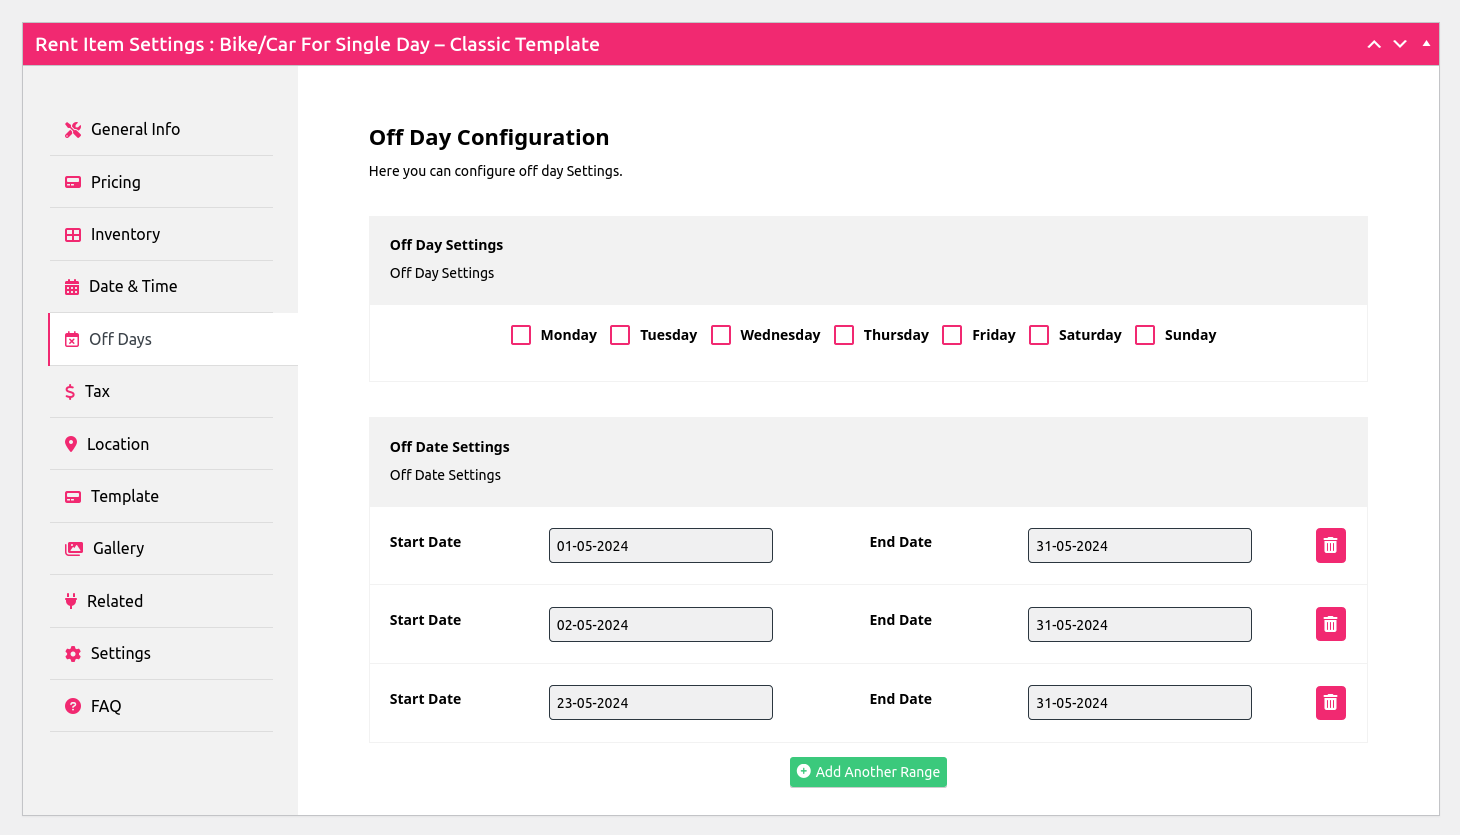 Rent Item Settings : Bike/Car For Single Day – Classic Template
General Info
Pricing
Inventory
Date & Time
Off Days
Tax
Location
Template
Gallery
Related
Settings
FAQ
Off Day Configuration
Here you can configure off day Settings.
Off Day Settings
Off Day Settings
Monday Tuesday Wednesday Thursday Friday Saturday Sunday
Off Date Settings
Off Date Settings
Start Date 01-05-2024 End Date 31-05-2024
Start Date 02-05-2024 End Date 31-05-2024
Start Date 23-05-2024 End Date 31-05-2024
Add Another Range